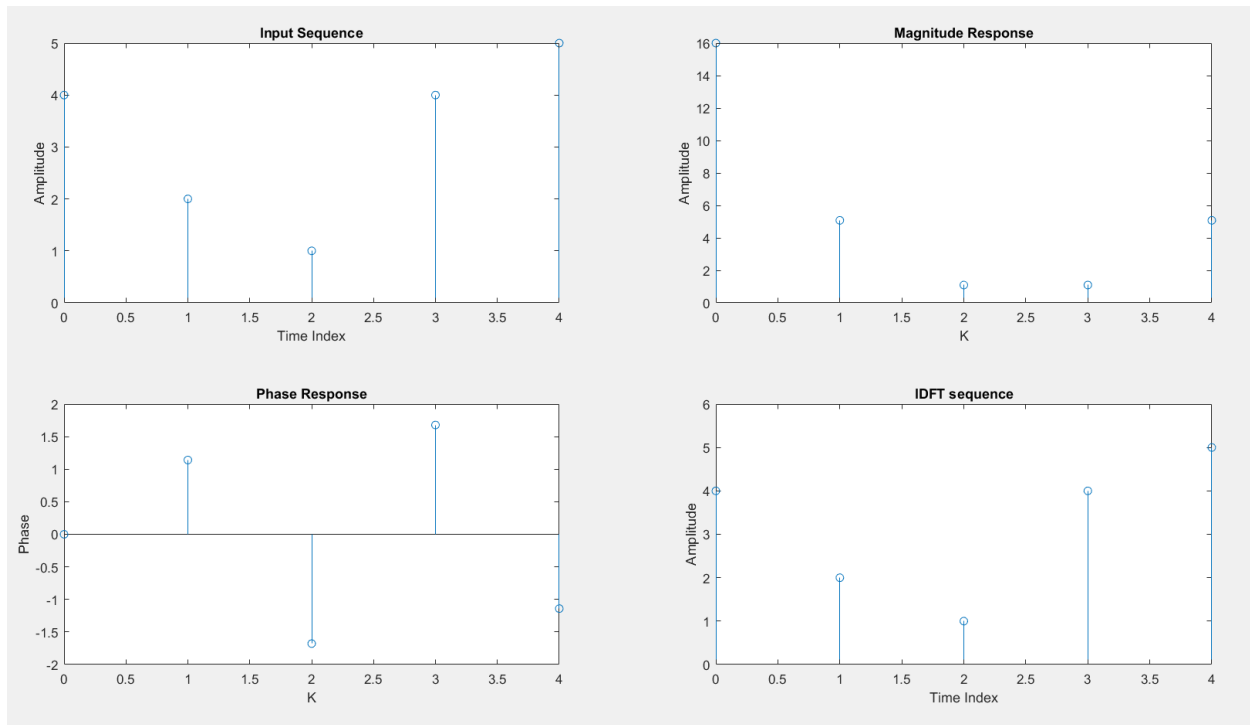 Input Sequence
5
4
3
2
1
0
Amplitude
0 0.5 1 1.5 2 2.5 3 3.5 4
Time Index
Magnitude Response
16
14
12
10
8
6
4
2
0
Amplitude
0 0.5 1 1.5 2 2.5 3 3.5 4
K
Phase Response
2
1.5
1
0.5
0
-0.5
-1
-1.5
-2
Phase
0 0.5 1 1.5 2 2.5 3 3.5 4
K
IDFT sequence
6
5
4
3
2
1
0
Amplitude
0 0.5 1 1.5 2 2.5 3 3.5 4
Time Index